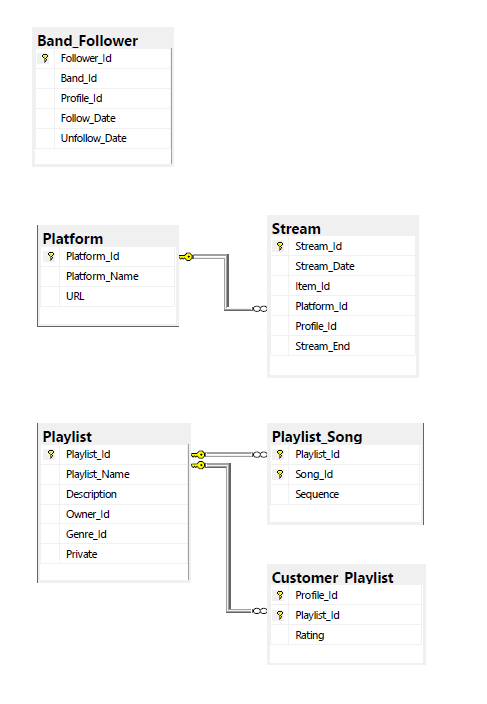 Band_Follower
Follower_Id
Band_Id
Profile_Id
Follow_Date
Unfollow_Date
Platform
Platform_Id
Platform_Name
URL
Stream
Stream_Id
Stream_Date
Item_Id
Platform_Id
Profile_Id
Stream_End
Playlist
Playlist_Id
Playlist_Name
Description
Owner_Id
Genre_Id
Private
Playlist_Song
Playlist_Id
Song_Id
Sequence
Customer_Playlist
Profile_Id
Playlist_Id
Rating